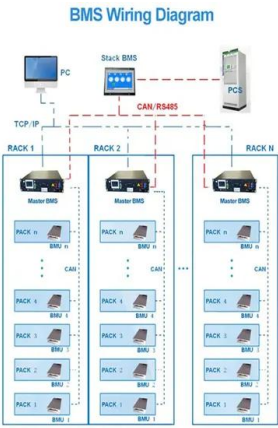 BMS Wiring Diagram
PC
Stack BMS
PCS
CAN/RS485
TCP/IP
RACK 1
RACK 2
RACK N
Master BMS
Master BMS
Master BMS
PACK n
BMU n
CAN
PACK 4
BMU 4
PACK 3
BMU 3
PACK 2
BMU 2
PACK 1
BMU 1
PACK n
BMU n
CAN
PACK 4
BMU 4
PACK 3
BMU 3
PACK 2
BMU 2
PACK 1
BMU 1
...
PACK n
BMU n
CAN
PACK 4
BMU 4
PACK 3
BMU 3
PACK 2
BMU 2
PACK 1
BMU 1